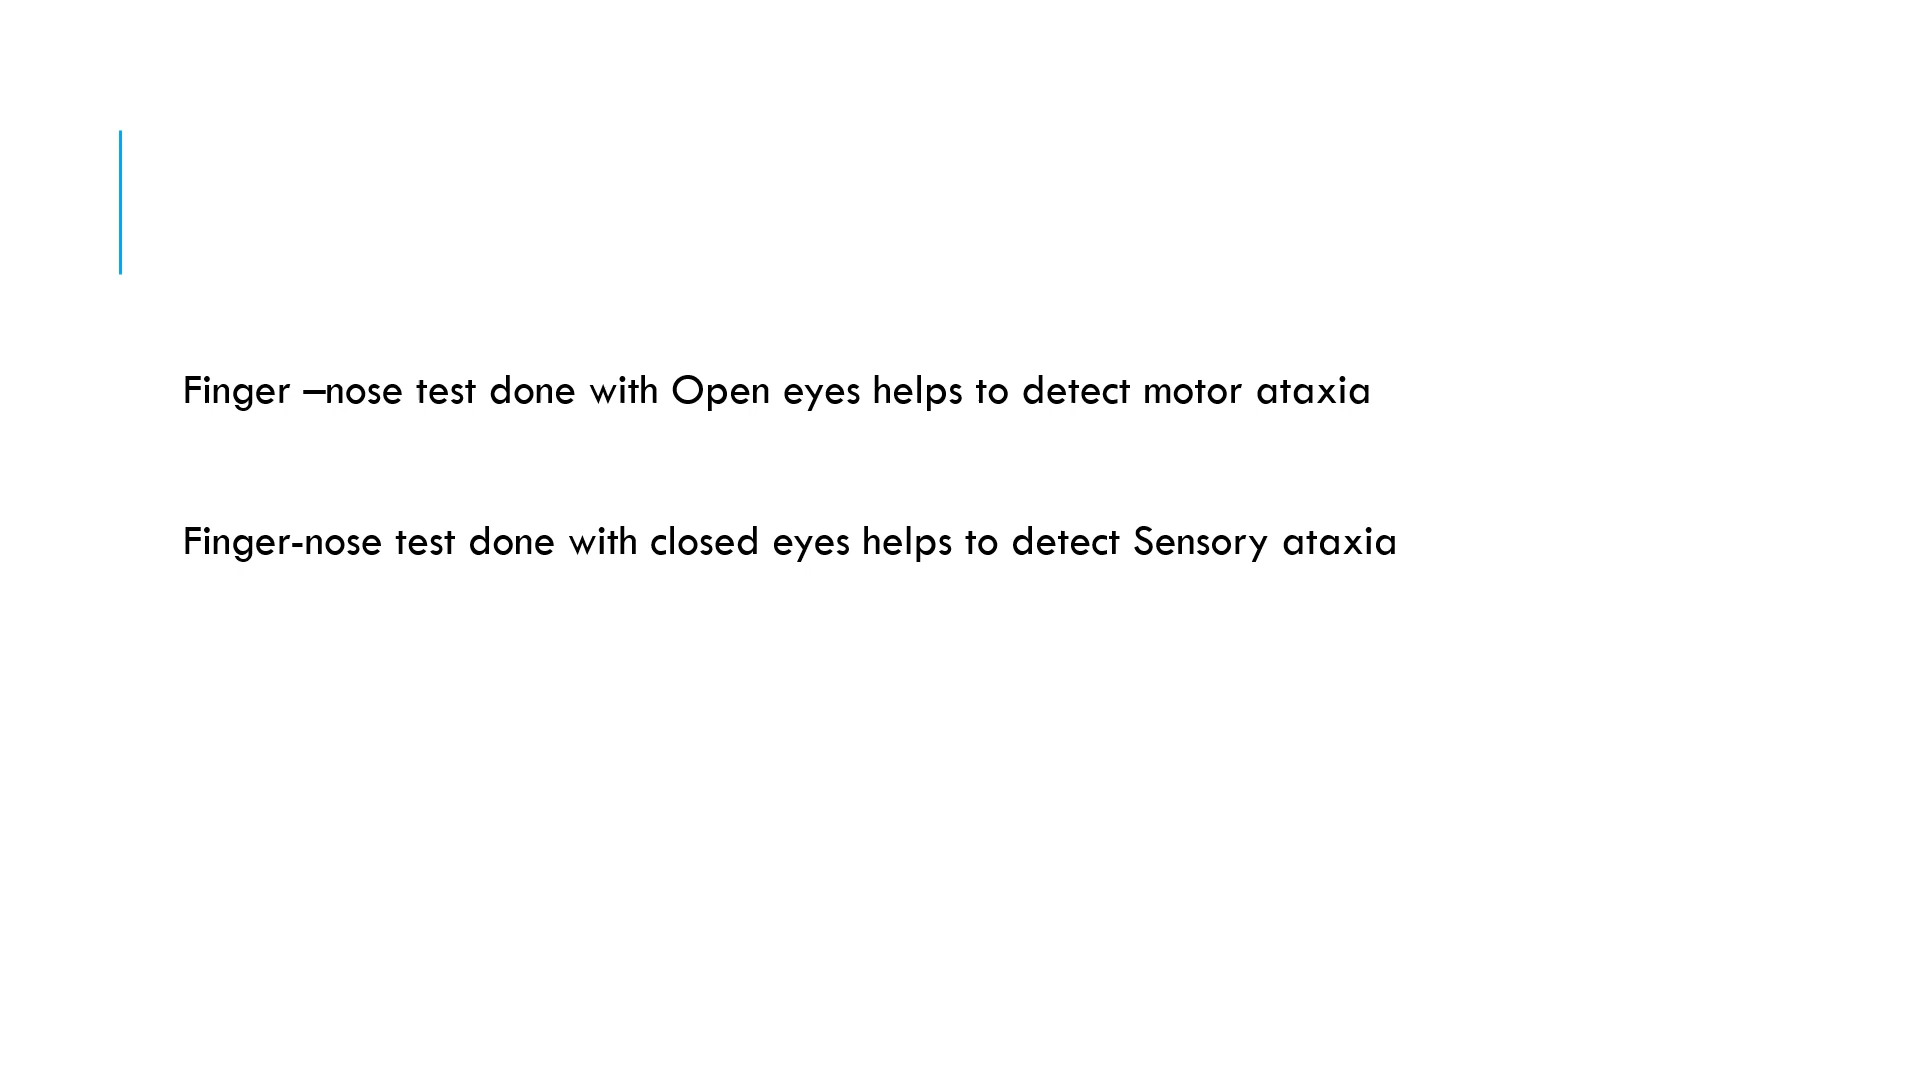 Finger –nose test done with Open eyes helps to detect motor ataxia
Finger-nose test done with closed eyes helps to detect Sensory ataxia